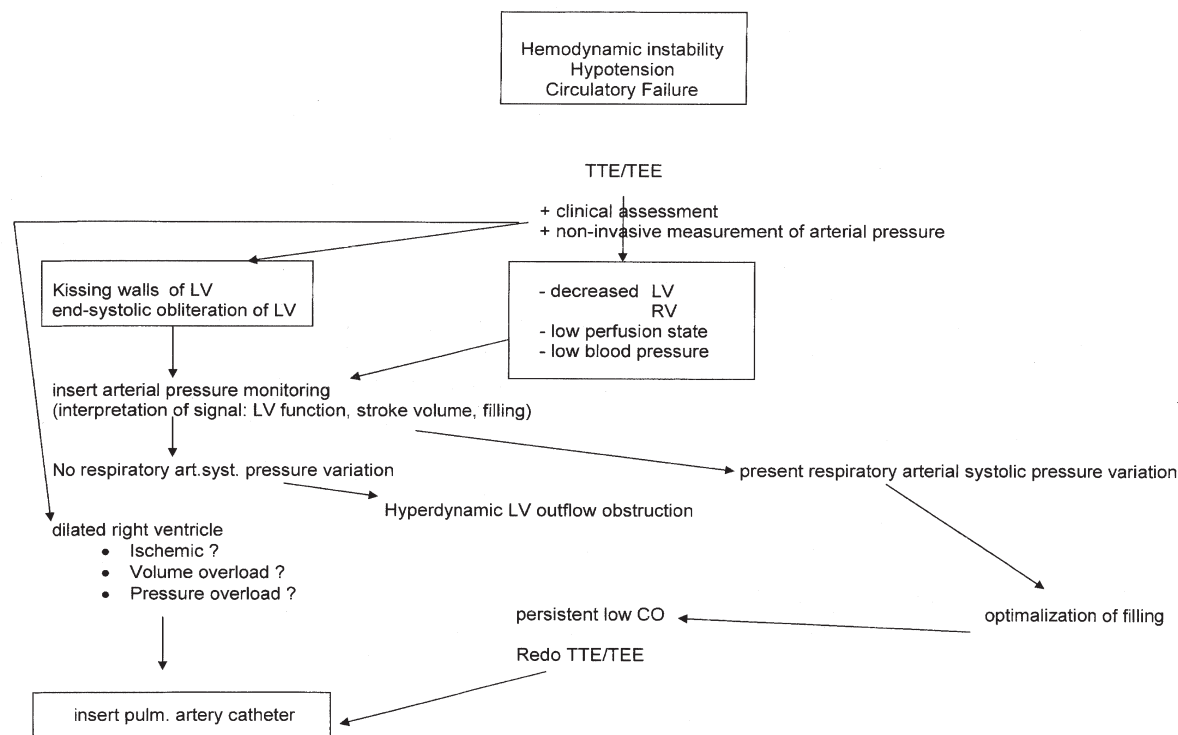 Hemodynamic instability
Hypotension
Circulatory Failure
TTE/TEE
+ clinical assessment
+ non-invasive measurement of arterial pressure
Kissing walls of LV
end-systolic obliteration of LV
- decreased LV
RV
- low perfusion state
- low blood pressure
insert arterial pressure monitoring
(interpretation of signal: LV function, stroke volume, filling)
No respiratory art.syst. pressure variation
present respiratory arterial systolic pressure variation
Hyperdynamic LV outflow obstruction
dilated right ventricle
• Ischemic ?
• Volume overload ?
• Pressure overload ?
persistent low CO
optimalization of filling
Redo TTE/TEE
insert pulm. artery catheter